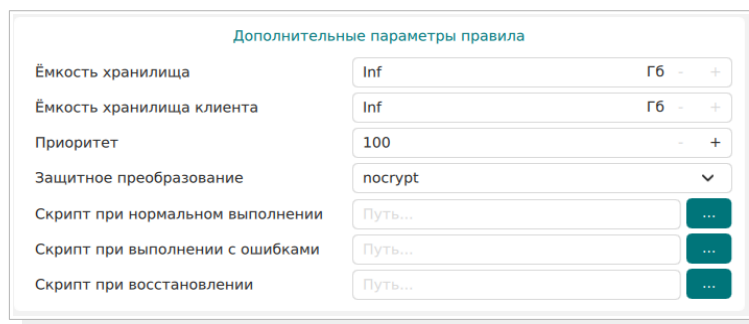 Дополнительные параметры правила
Ёмкость хранилища Inf Гб - +
Ёмкость хранилища клиента Inf Гб - +
Приоритет 100 - +
Защитное преобразование nocrypt
Скрипт при нормальном выполнении Путь... ...
Скрипт при выполнении с ошибками Путь... ...
Скрипт при восстановлении Путь... ...